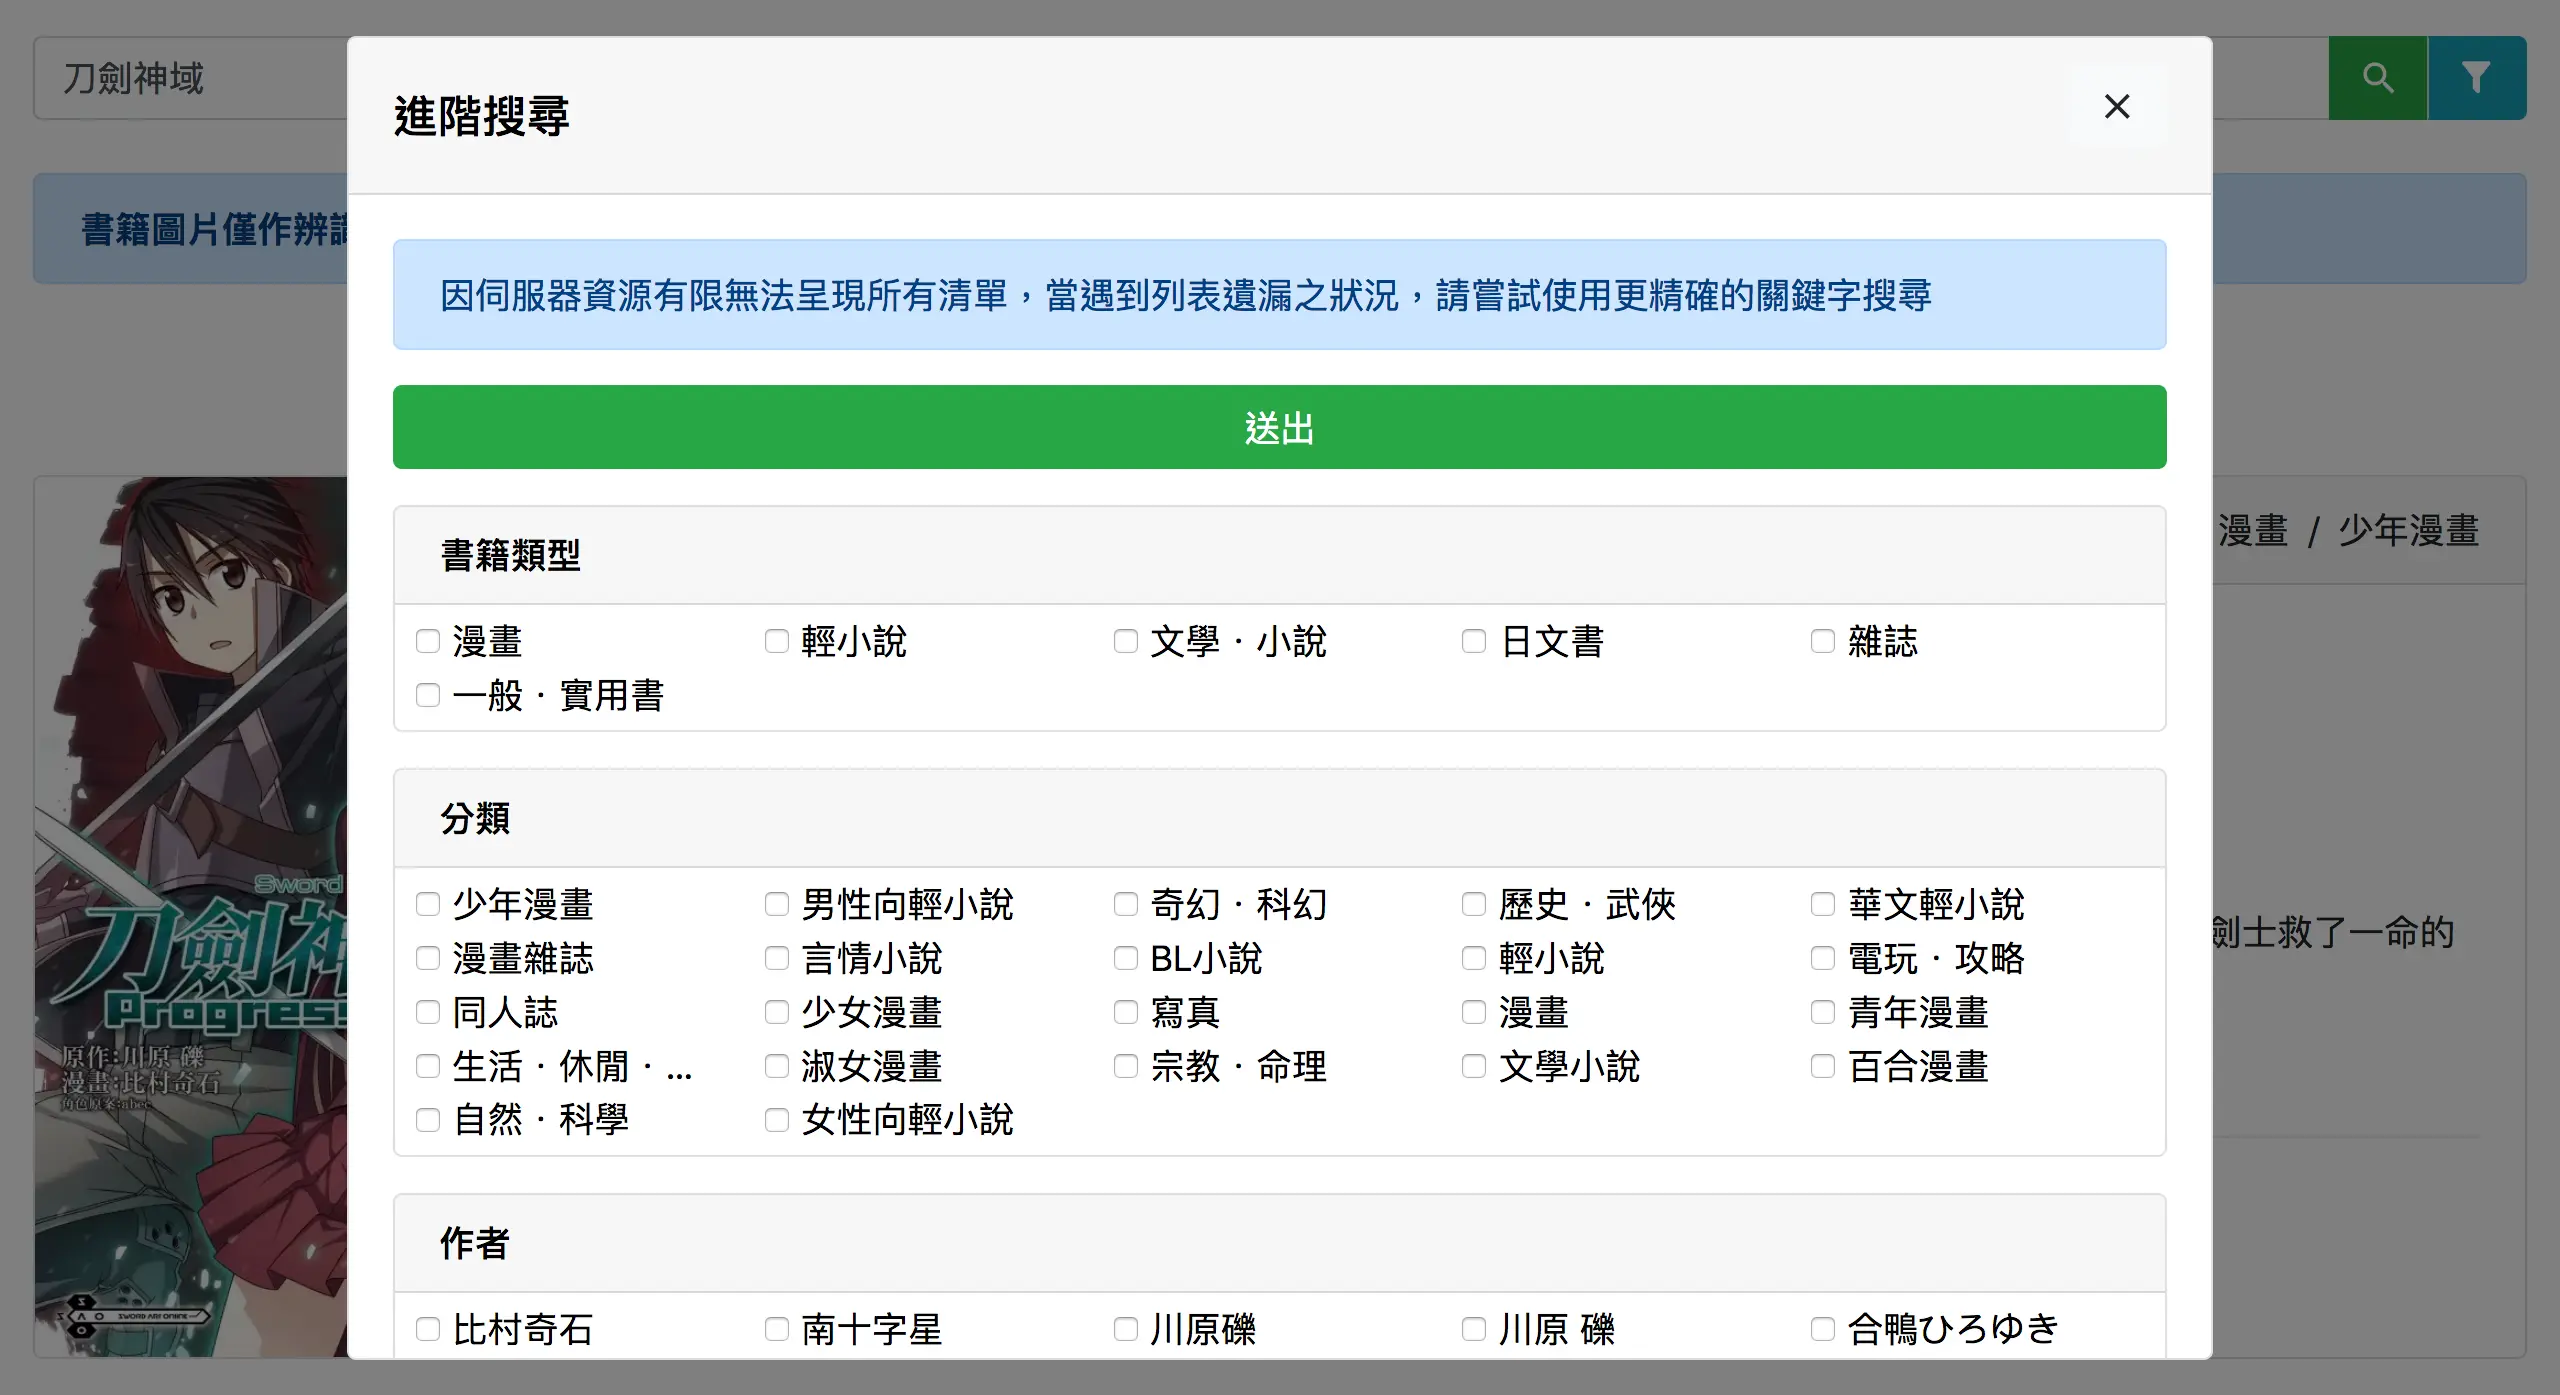 刀劍神域
進階搜尋
書籍圖片僅作辨
因伺服器資源有限無法呈現所有清單，當遇到列表遺漏之狀況，請嘗試使用更精確的關鍵字搜尋
送出
漫畫 / 少年漫畫
書籍類型
漫畫 輕小說 文學・小說 日文書 雜誌
一般・實用書
分類
少年漫畫 男性向輕小說 奇幻・科幻 歷史・武俠 華文輕小說
漫畫雜誌 言情小說 BL小說 輕小說 電玩・攻略
同人誌 少女漫畫 寫真 漫畫 青年漫畫
生活・休閒・... 淑女漫畫 宗教・命理 文學小說 百合漫畫
自然・科學 女性向輕小說
作者
比村奇石 南十字星 川原礫 川原 礫 合鴨ひろゆき
劍士救了一命的
Sword
刀劍神
Progress
原作:川原 礫
漫畫:比村奇石
角色原案:abec
SAO SWORD ART ONLINE